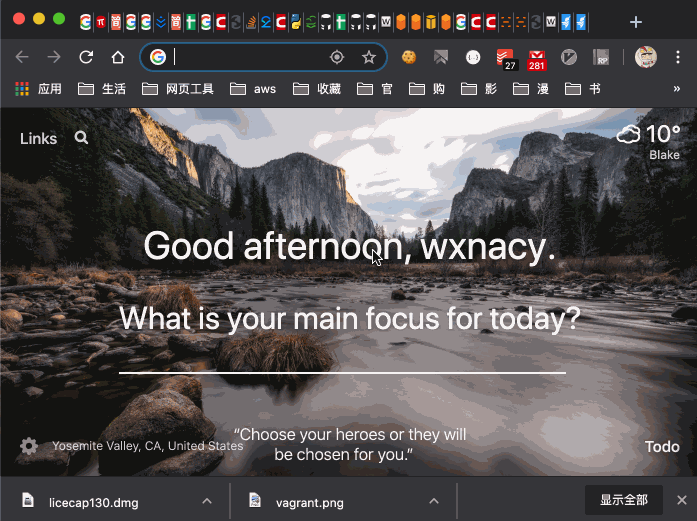 27
281
RP
应用
生活
网页工具
aws
收藏
官
购
影
漫
书
»
Links
10°
Blake
Good afternoon, wxnacy.
What is your main focus for today?
Yosemite Valley, CA, United States
“Choose your heroes or they will
be chosen for you.”
Todo
licecap130.dmg
vagrant.png
显示全部